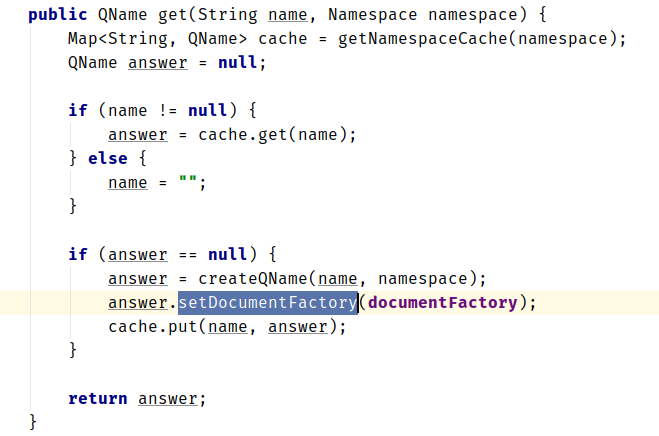 public QName get(String name, Namespace namespace) {
    Map<String, QName> cache = getNamespaceCache(namespace);
    QName answer = null;

    if (name != null) {
        answer = cache.get(name);
    } else {
        name = "";
    }

    if (answer == null) {
        answer = createQName(name, namespace);
        answer.setDocumentFactory(documentFactory);
        cache.put(name, answer);
    }

    return answer;
}